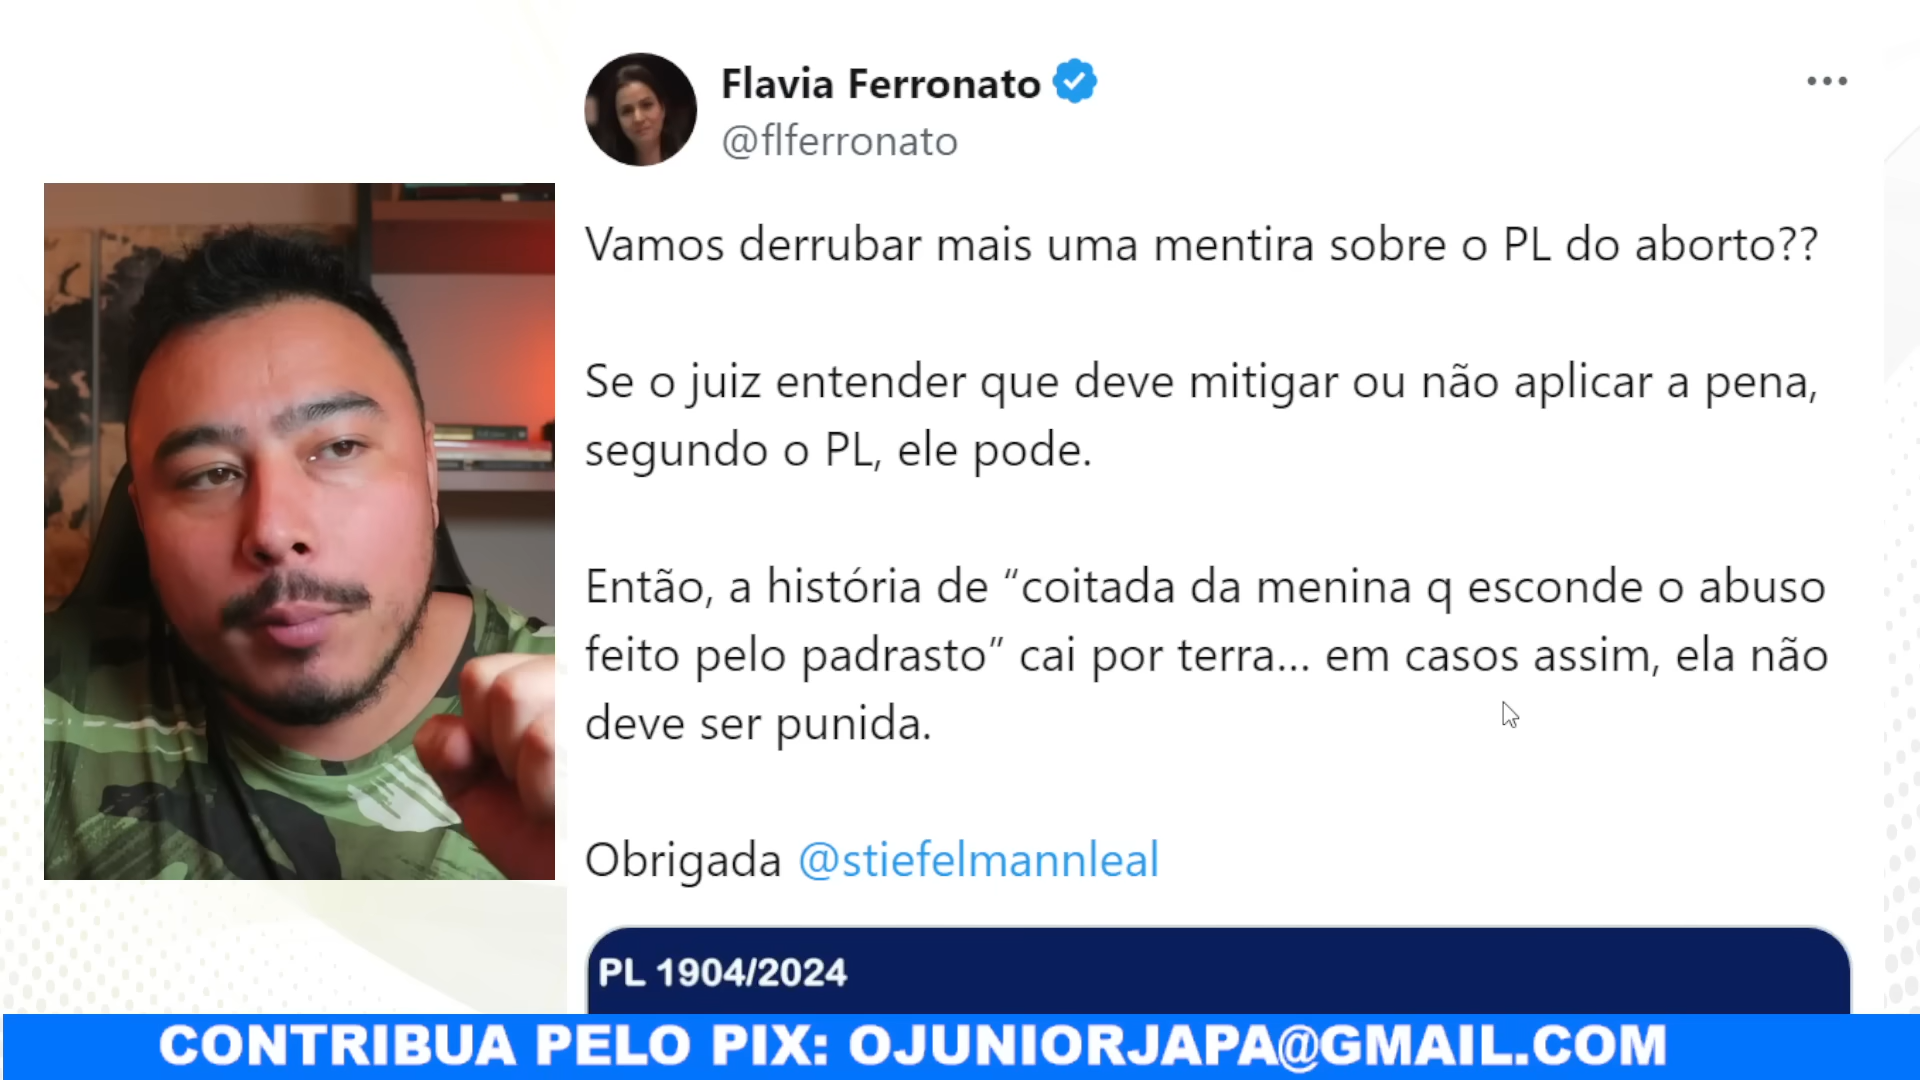 Flavia Ferronato
@flferronato
Vamos derrubar mais uma mentira sobre o PL do aborto??
Se o juiz entender que deve mitigar ou não aplicar a pena,
segundo o PL, ele pode.
Então, a história de “coitada da menina q esconde o abuso
feito pelo padrasto” cai por terra... em casos assim, ela não
deve ser punida.
Obrigada @stiefelmannleal
PL 1904/2024
CONTRIBUA PELO PIX: OJUNIORJAPA@GMAIL.COM